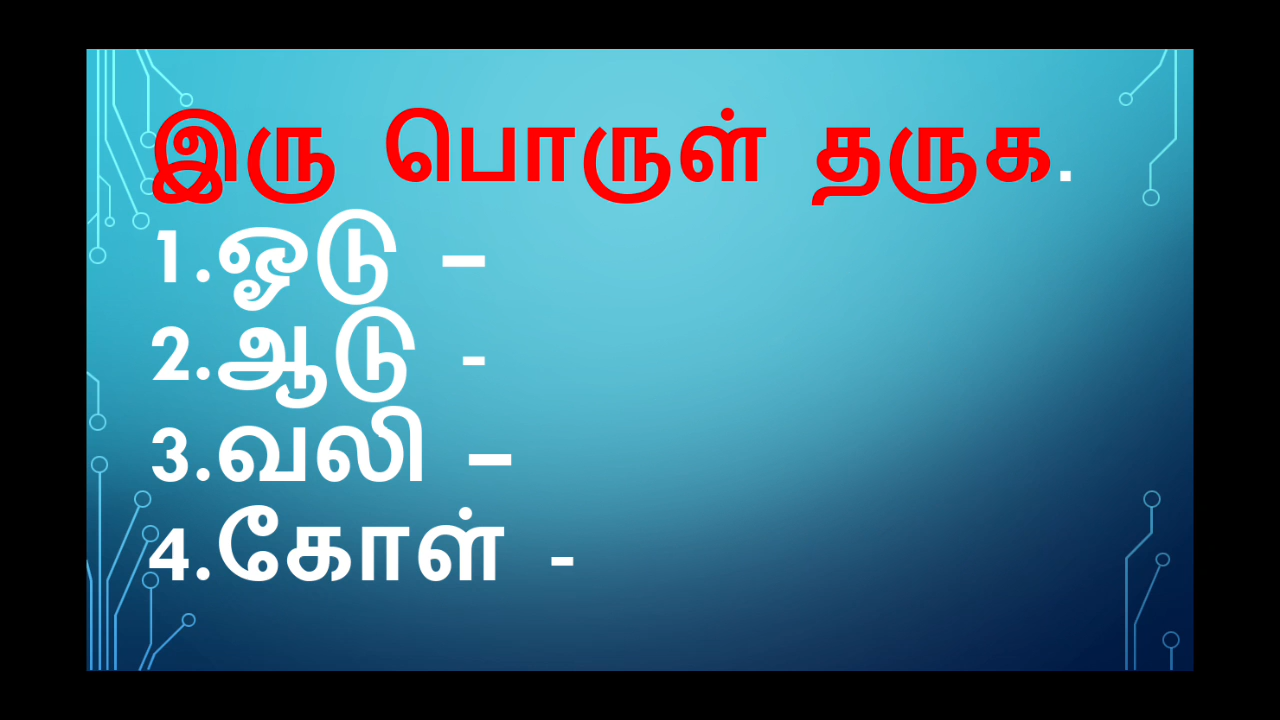 இரு பொருள் தருக.
1.ஓடு –
2.ஆடு -
3.வலி –
4.கோள் -